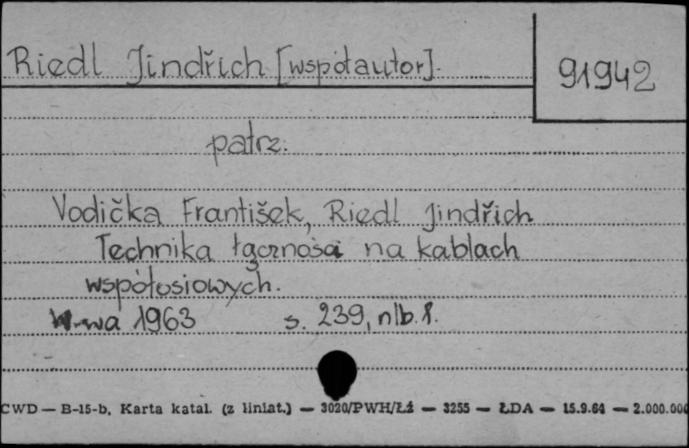 Riedl Jindřich [współautor].
91942
patrz:
Vodička František, Riedl Jindřich
Technika łączności na kablach
współosiowych.
W-wa 1963 s. 239, nlb. 1.
CWD — B-15-b, Karta katal. (z liniat.) — 3020/PWH/Łź — 3255 — ŁDA — 15.9.64 — 2.000.000